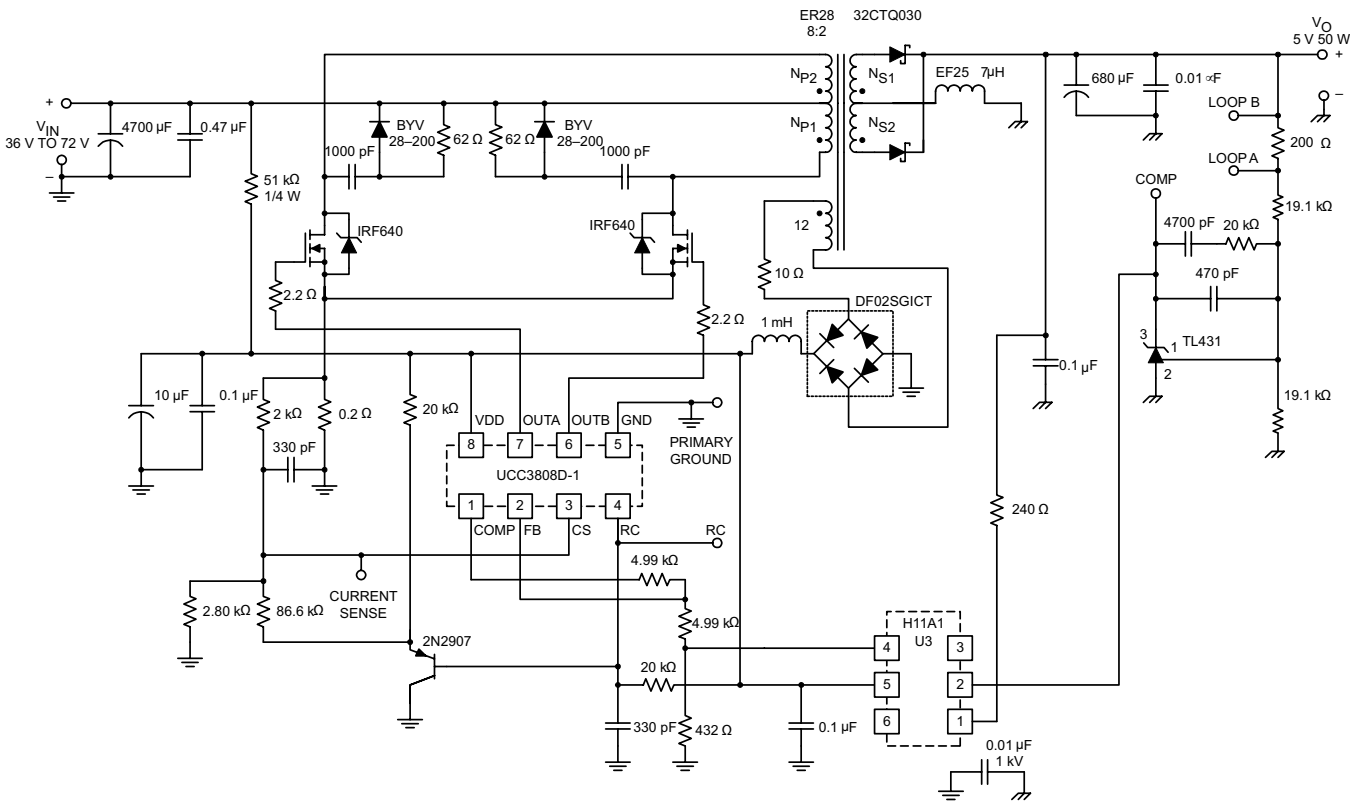 ER28 32CTQ030
8:2
VO
5 V 50 W
+
NP2
NS1
EF25 7µH
680 µF
0.01 ∝F
–
+
4700 µF
0.47 µF
BYV
28–200
62 Ω
62 Ω
BYV
28–200
NP1
NS2
LOOP B
VIN
36 V TO 72 V
–
1000 pF
1000 pF
200 Ω
LOOP A
51 kΩ
1/4 W
COMP
19.1 kΩ
IRF640
IRF640
12
4700 pF
20 kΩ
10 Ω
470 pF
2.2 Ω
DF02SGICT
2.2 Ω
1 mH
3
1
TL431
2
0.1 µF
10 µF
0.1 µF
2 kΩ
0.2 Ω
20 kΩ
19.1 kΩ
VDD
OUTA
OUTB
GND
8
7
6
5
PRIMARY
GROUND
330 pF
UCC3808D-1
1
2
3
4
COMP
FB
CS
RC
RC
240 Ω
4.99 kΩ
CURRENT
SENSE
2.80 kΩ
86.6 kΩ
4.99 kΩ
H11A1
U3
2N2907
4
3
20 kΩ
5
2
330 pF
432 Ω
0.1 µF
6
1
0.01 µF
1 kV